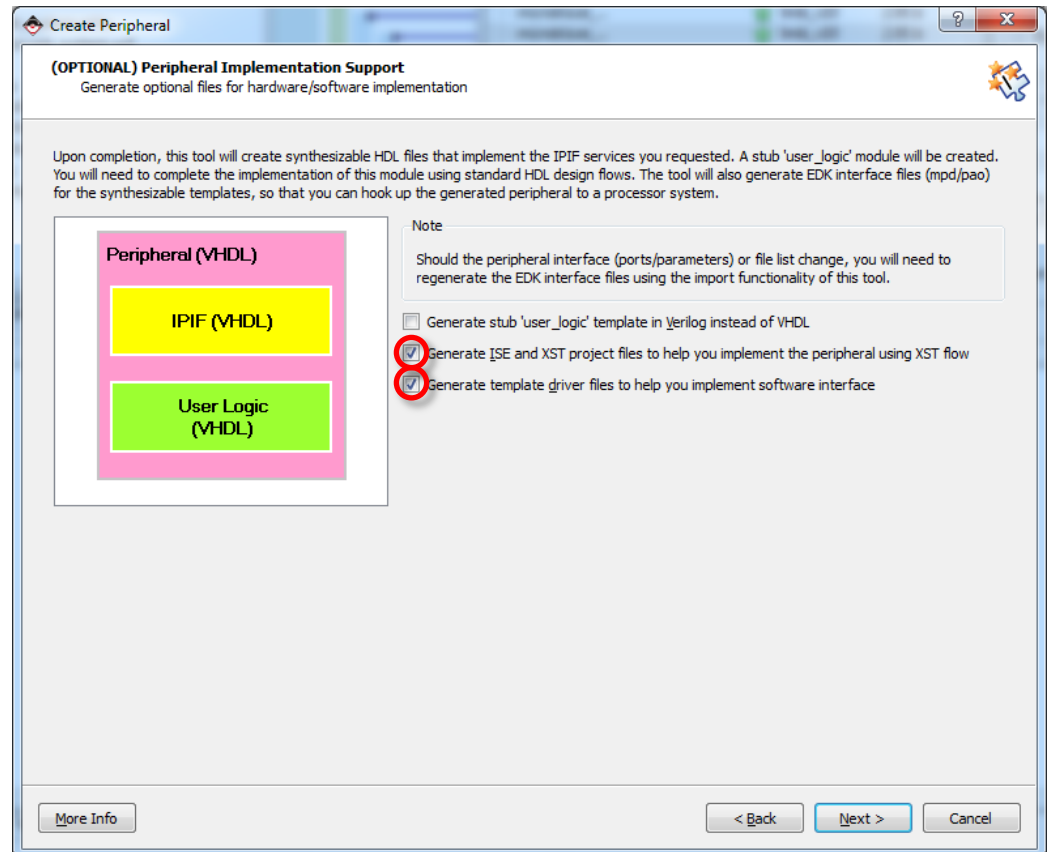 Create Peripheral
(OPTIONAL) Peripheral Implementation Support
Generate optional files for hardware/software implementation
Upon completion, this tool will create synthesizable HDL files that implement the IPIF services you requested. A stub 'user_logic' module will be created.
You will need to complete the implementation of this module using standard HDL design flows. The tool will also generate EDK interface files (mpd/pao)
for the synthesizable templates, so that you can hook up the generated peripheral to a processor system.
Peripheral (VHDL)
IPIF (VHDL)
User Logic
(VHDL)
Note
Should the peripheral interface (ports/parameters) or file list change, you will need to
regenerate the EDK interface files using the import functionality of this tool.
Generate stub 'user_logic' template in Verilog instead of VHDL
Generate ISE and XST project files to help you implement the peripheral using XST flow
Generate template driver files to help you implement software interface
More Info
< Back
Next >
Cancel